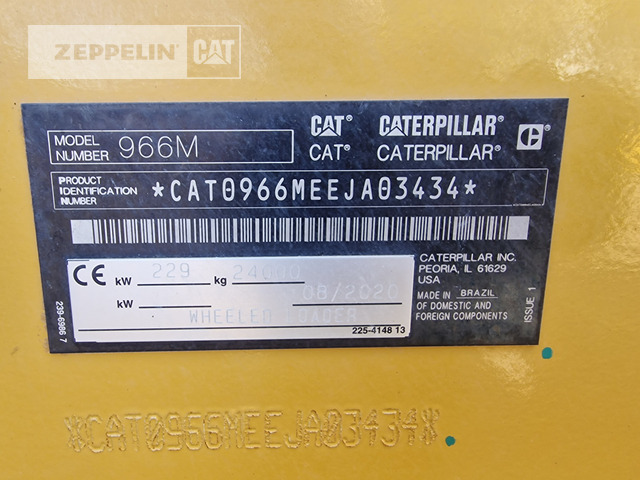 ZEPPELIN CAT
CAT® CATERPILLAR® C®
CAT® CATERPILLAR®
MODEL NUMBER 966M
PRODUCT IDENTIFICATION NUMBER *CAT0966MEEJA03434*
CATERPILLAR INC.
PEORIA, IL 61629
USA
CE kW 229 kg 24600
kW 08/2020
WHEELED LOADER
225-4148 13
MADE IN BRAZIL
OF DOMESTIC AND
FOREIGN COMPONENTS
ISSUE 1
239-6986 7
*CAT0966MEEJA03434*